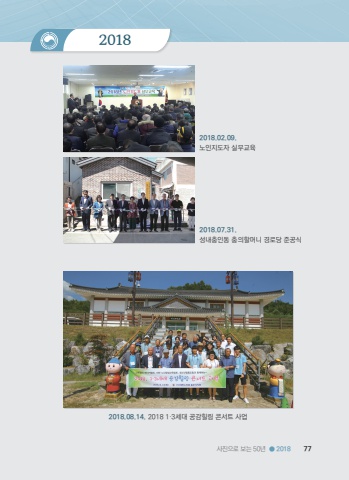 2018
2018.02.09.
노인지도자 실무교육
2018.07.31.
성내충인동 충의할머니 경로당 준공식
2018.08.14. 2018 1·3세대 공감힐링 콘서트 사업
사진으로 보는 50년 ● 2018 77